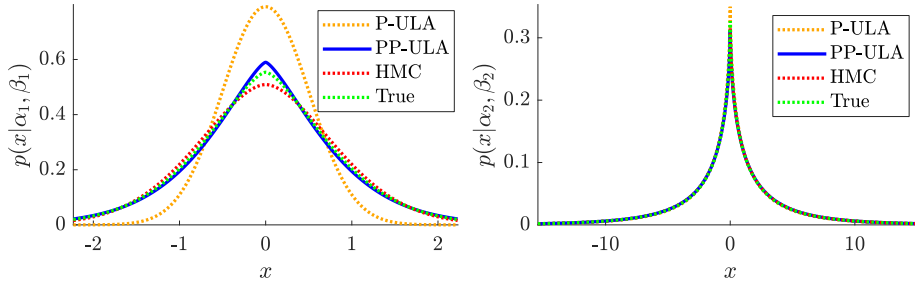 P-ULA
PP-ULA
HMC
True
0.6
0.4
0.2
0
-2
-1
0
1
2
x
p(x|α₁, β₁)
P-ULA
PP-ULA
HMC
True
0.3
0.2
0.1
0
-10
0
10
x
p(x|α₂, β₂)